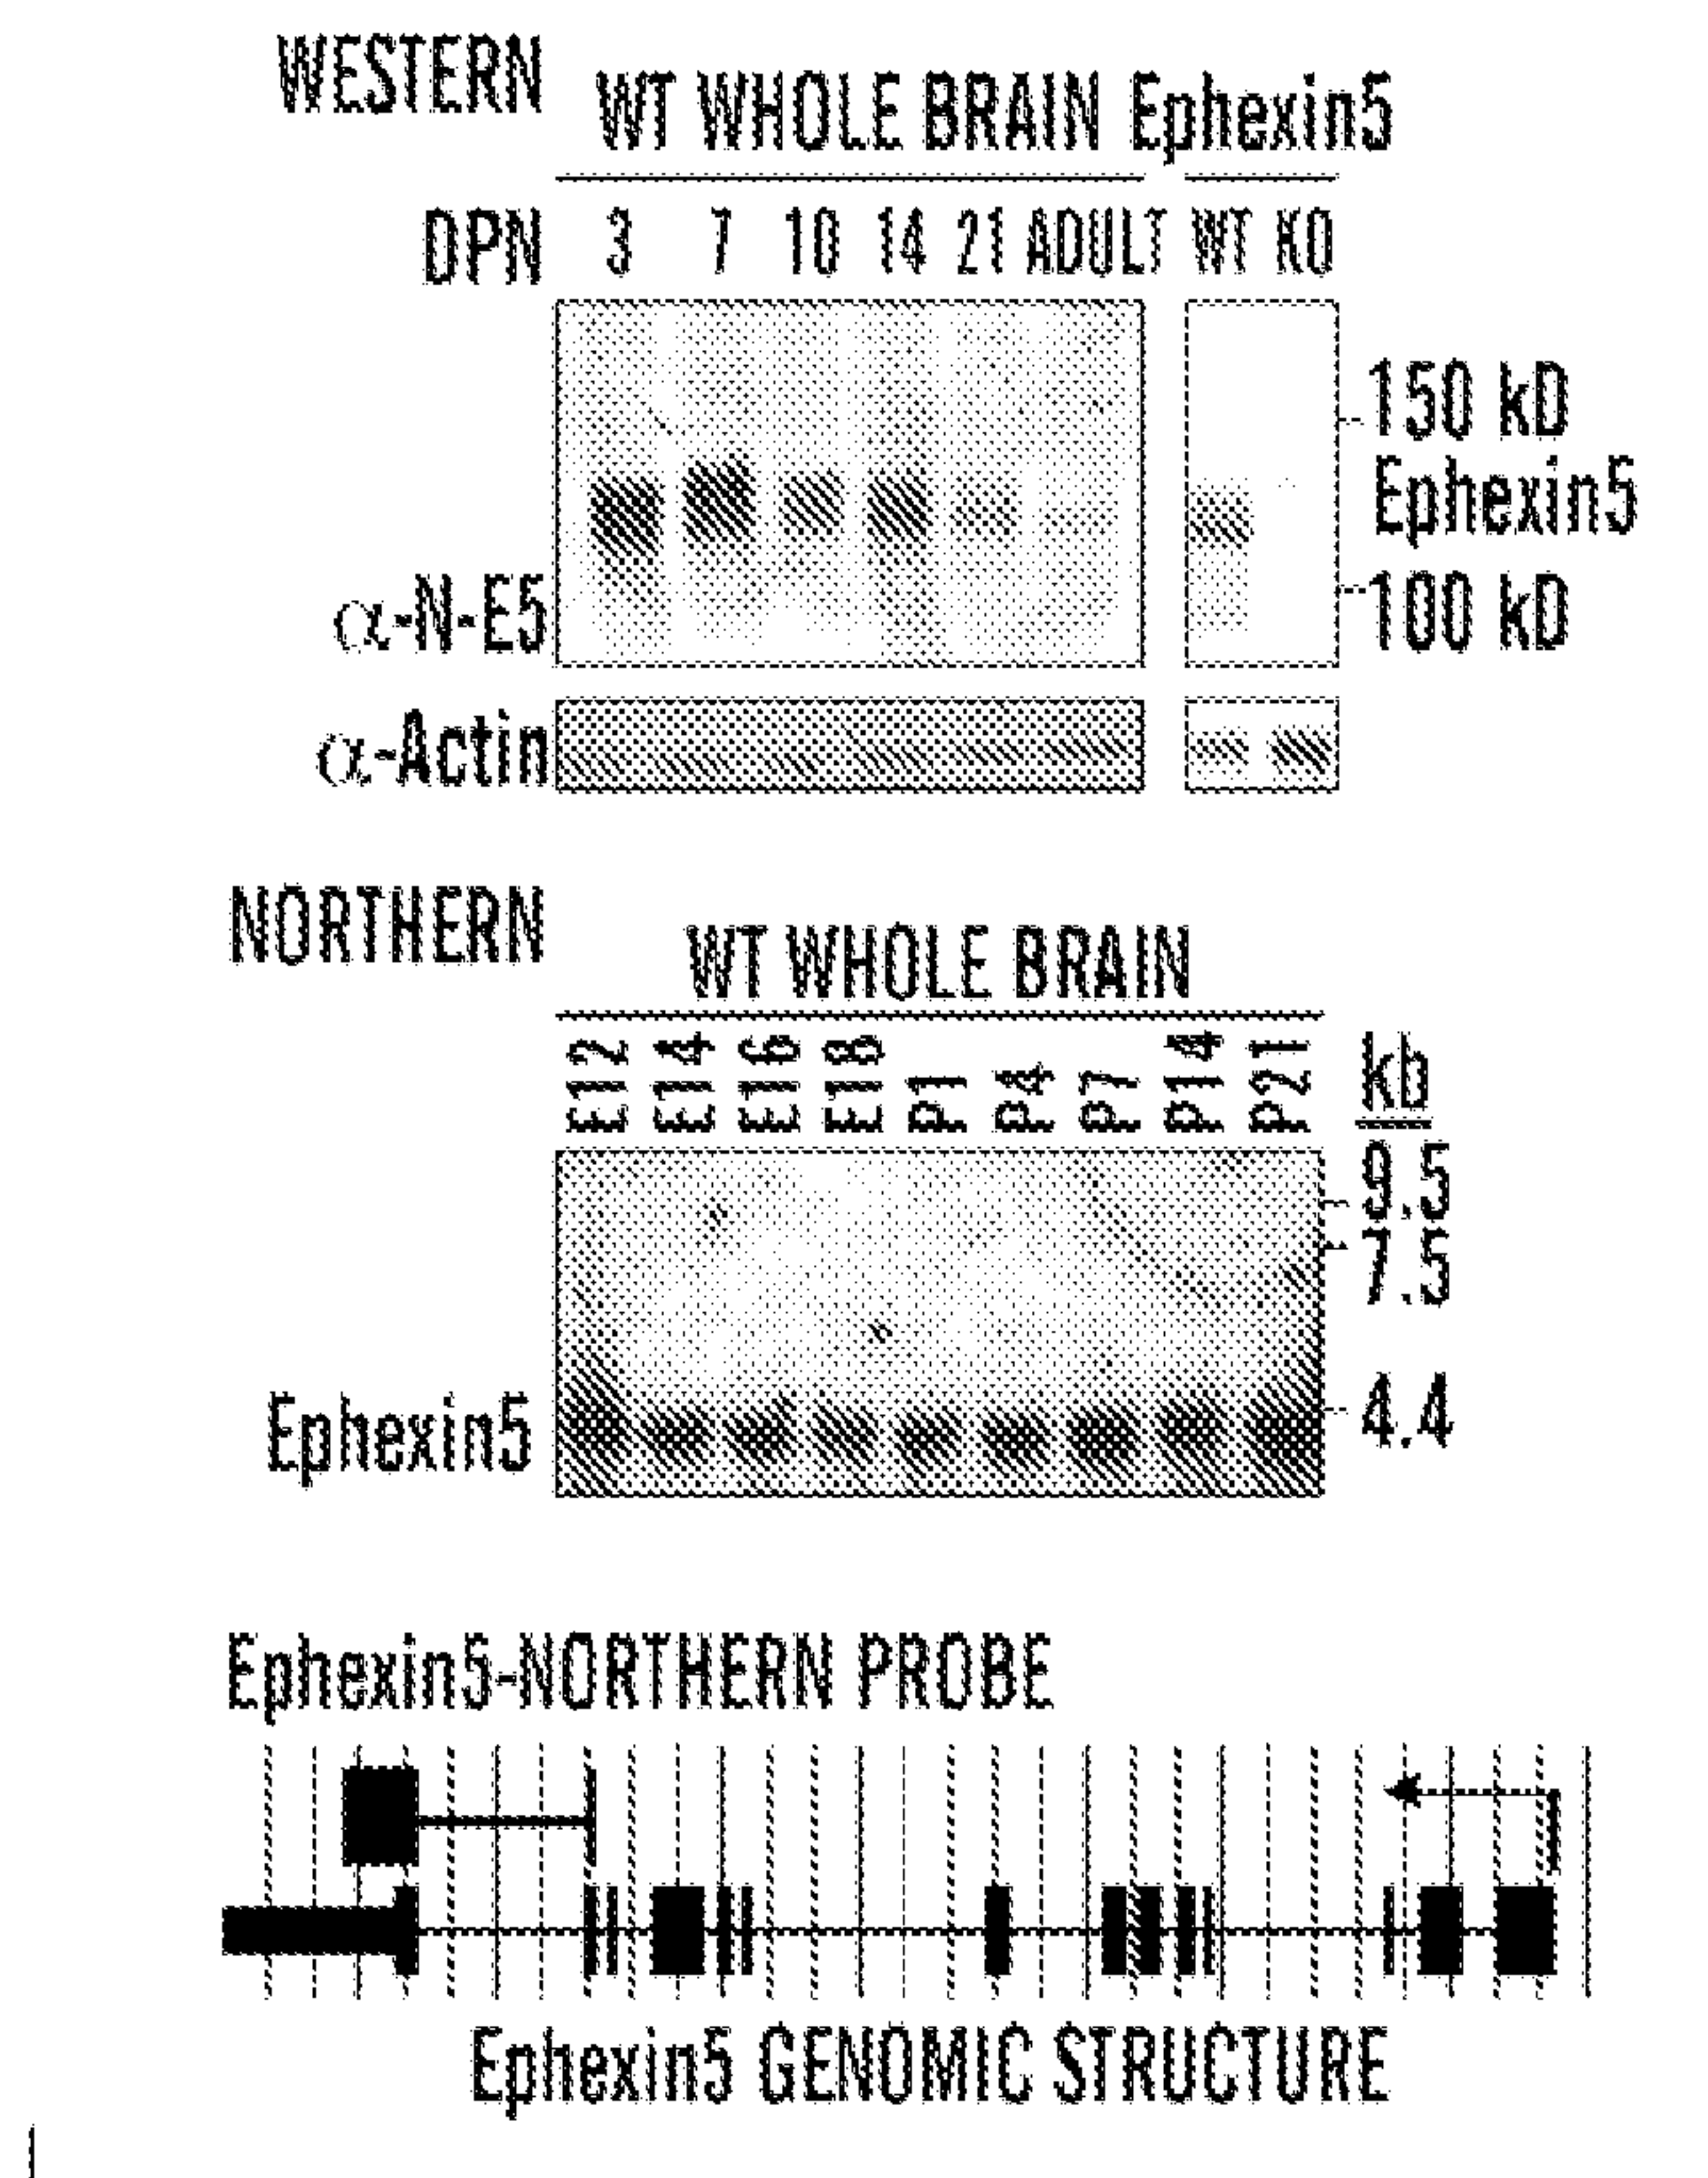 WESTERN
WT WHOLE BRAIN Ephexin5
DPN 3 7 10 14 21 ADULT WT KO
150 kD
Ephexin5
100 kD
α-N-E5
α-Actin
NORTHERN
WT WHOLE BRAIN
E12 E14 E16 E18 P1 P4 P7 P14 P21 kb
9.5
7.5
4.4
Ephexin5
Ephexin5-NORTHERN PROBE
Ephexin5 GENOMIC STRUCTURE